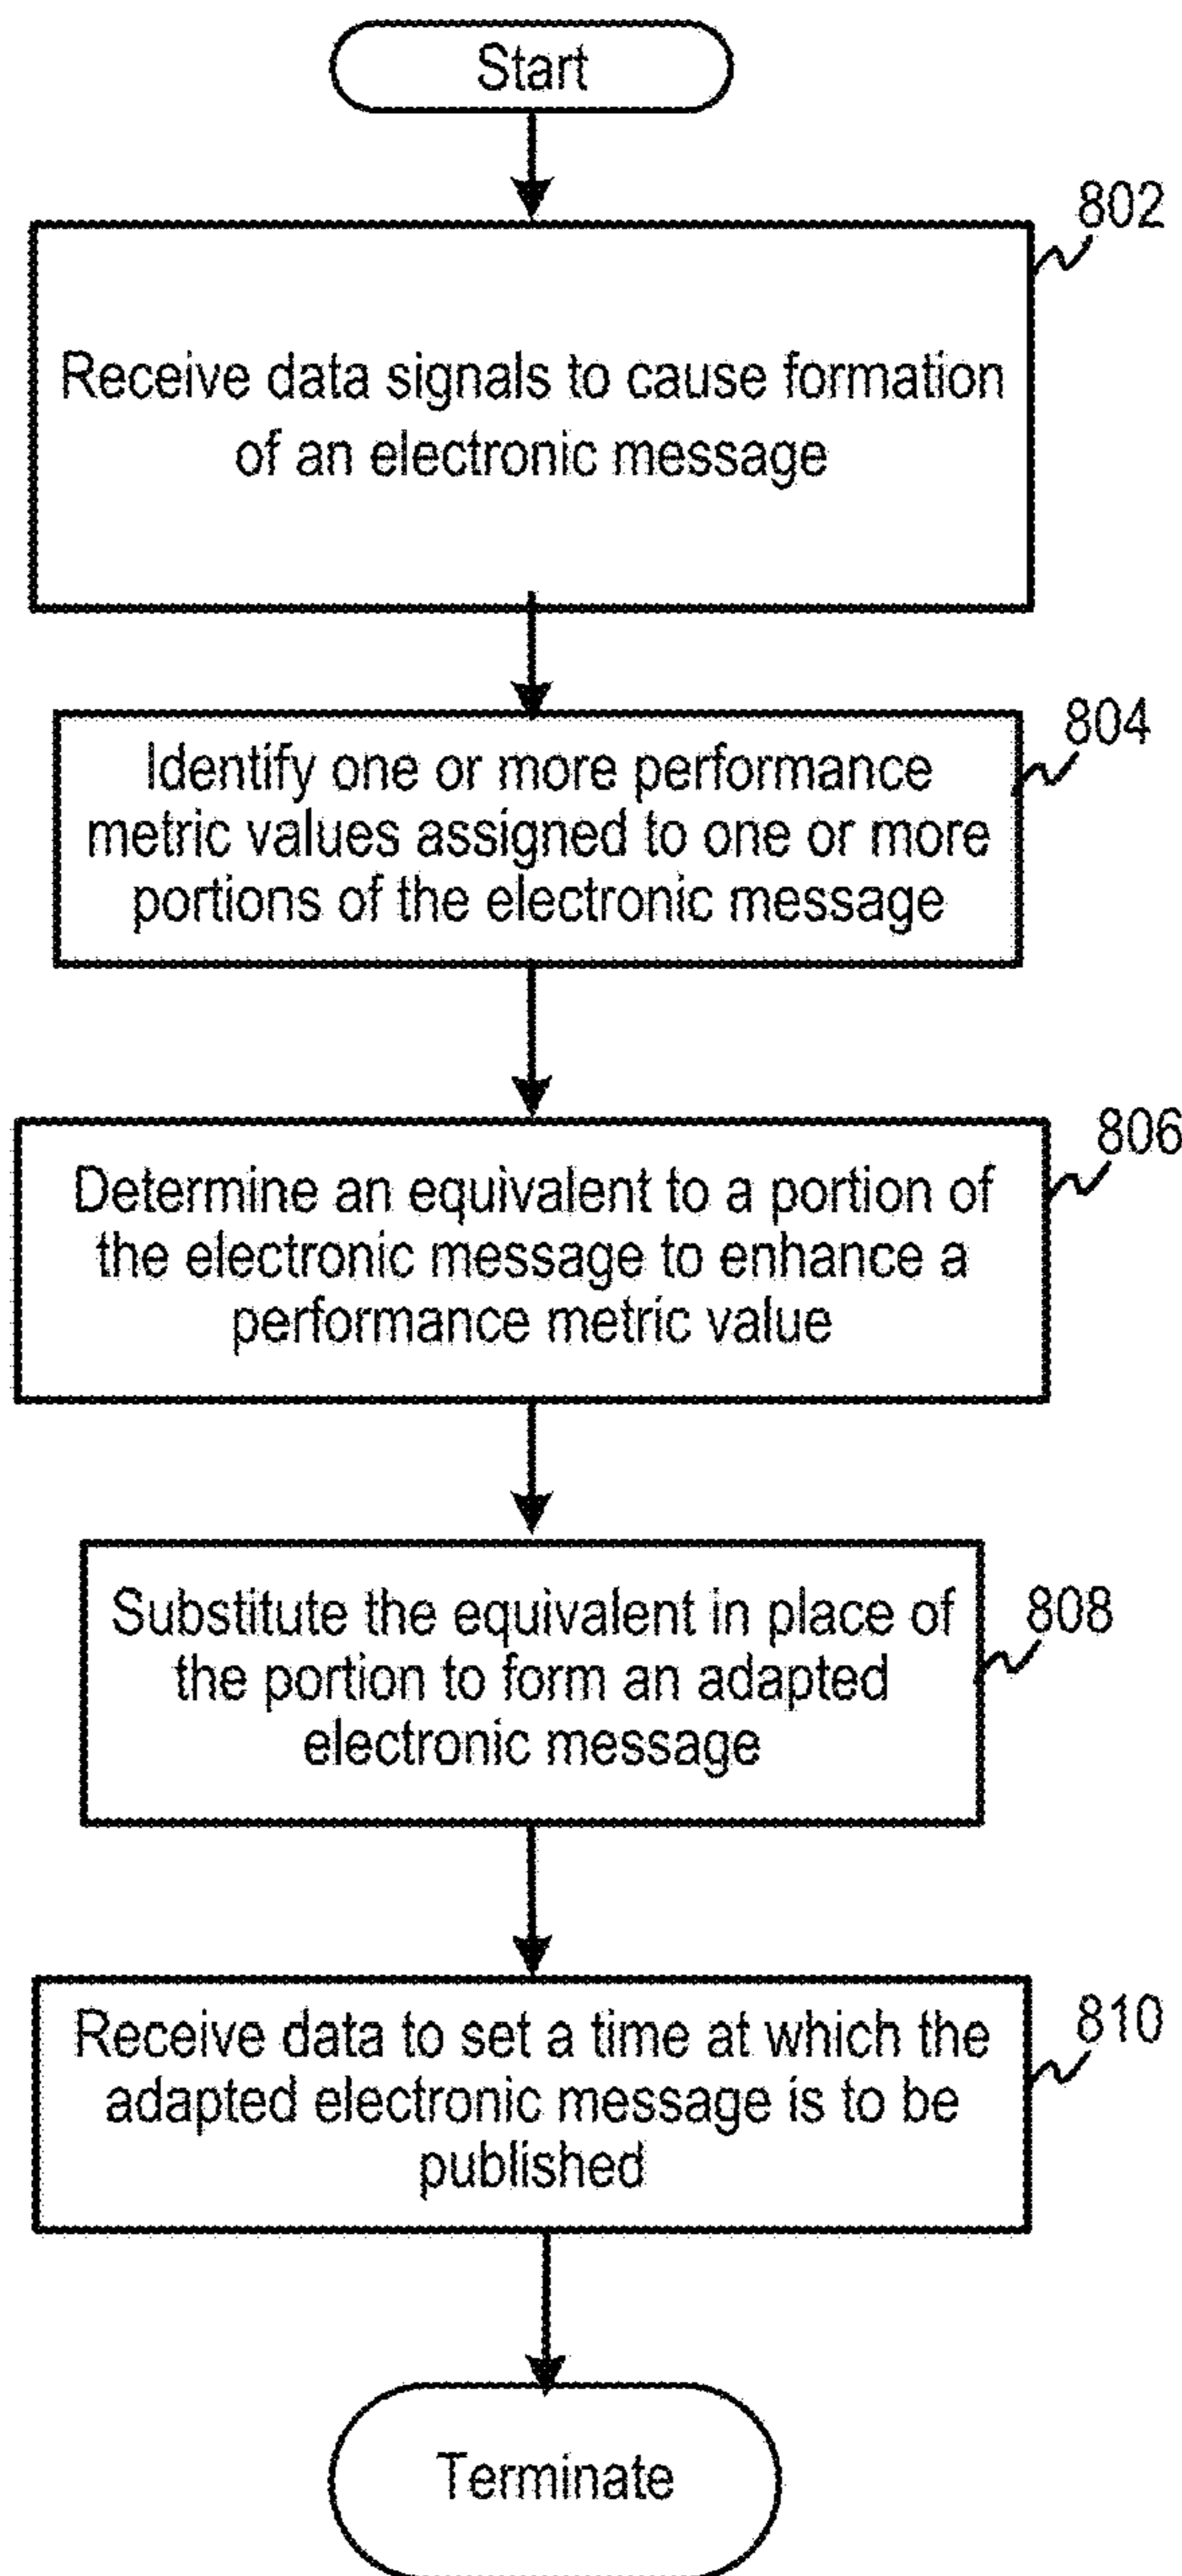 Start
802
Receive data signals to cause formation
of an electronic message
804
Identify one or more performance
metric values assigned to one or more
portions of the electronic message
806
Determine an equivalent to a portion of
the electronic message to enhance a
performance metric value
808
Substitute the equivalent in place of
the portion to form an adapted
electronic message
810
Receive data to set a time at which the
adapted electronic message is to be
published
Terminate